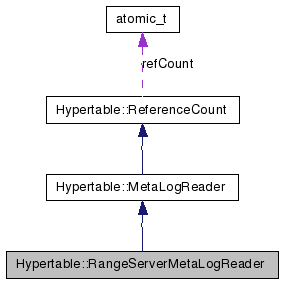 atomic_t
refCount
Hypertable::ReferenceCount
Hypertable::MetaLogReader
Hypertable::RangeServerMetaLogReader